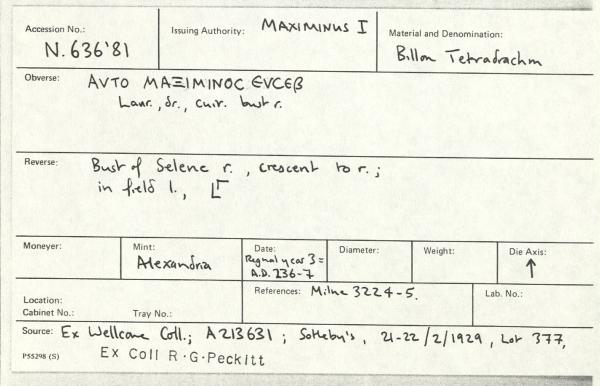 Accession No.: N.636'81
Issuing Authority: MAXIMINUS I
Material and Denomination: Billon Tetradrachm
Obverse: ΑVΤΟ ΜΑΞΙΜΙΝΟC ЄVCЄβ
Laur., dr., cuir. bust r.
Reverse: Bust of Selene r., crescent to r.;
in field l., LΓ
Moneyer:
Mint: Alexandria
Date: Regnal year 3 =
A.D. 236-7
Diameter:
Weight:
Die Axis: ↑
Location:
Cabinet No.: Tray No.:
References: Milne 3224-5.
Lab. No.:
Source: Ex Wellcome Coll.; A213631; Sotheby's, 21-22/2/1929, Lot 377,
P55298 (S) Ex Coll R·G·Peckitt